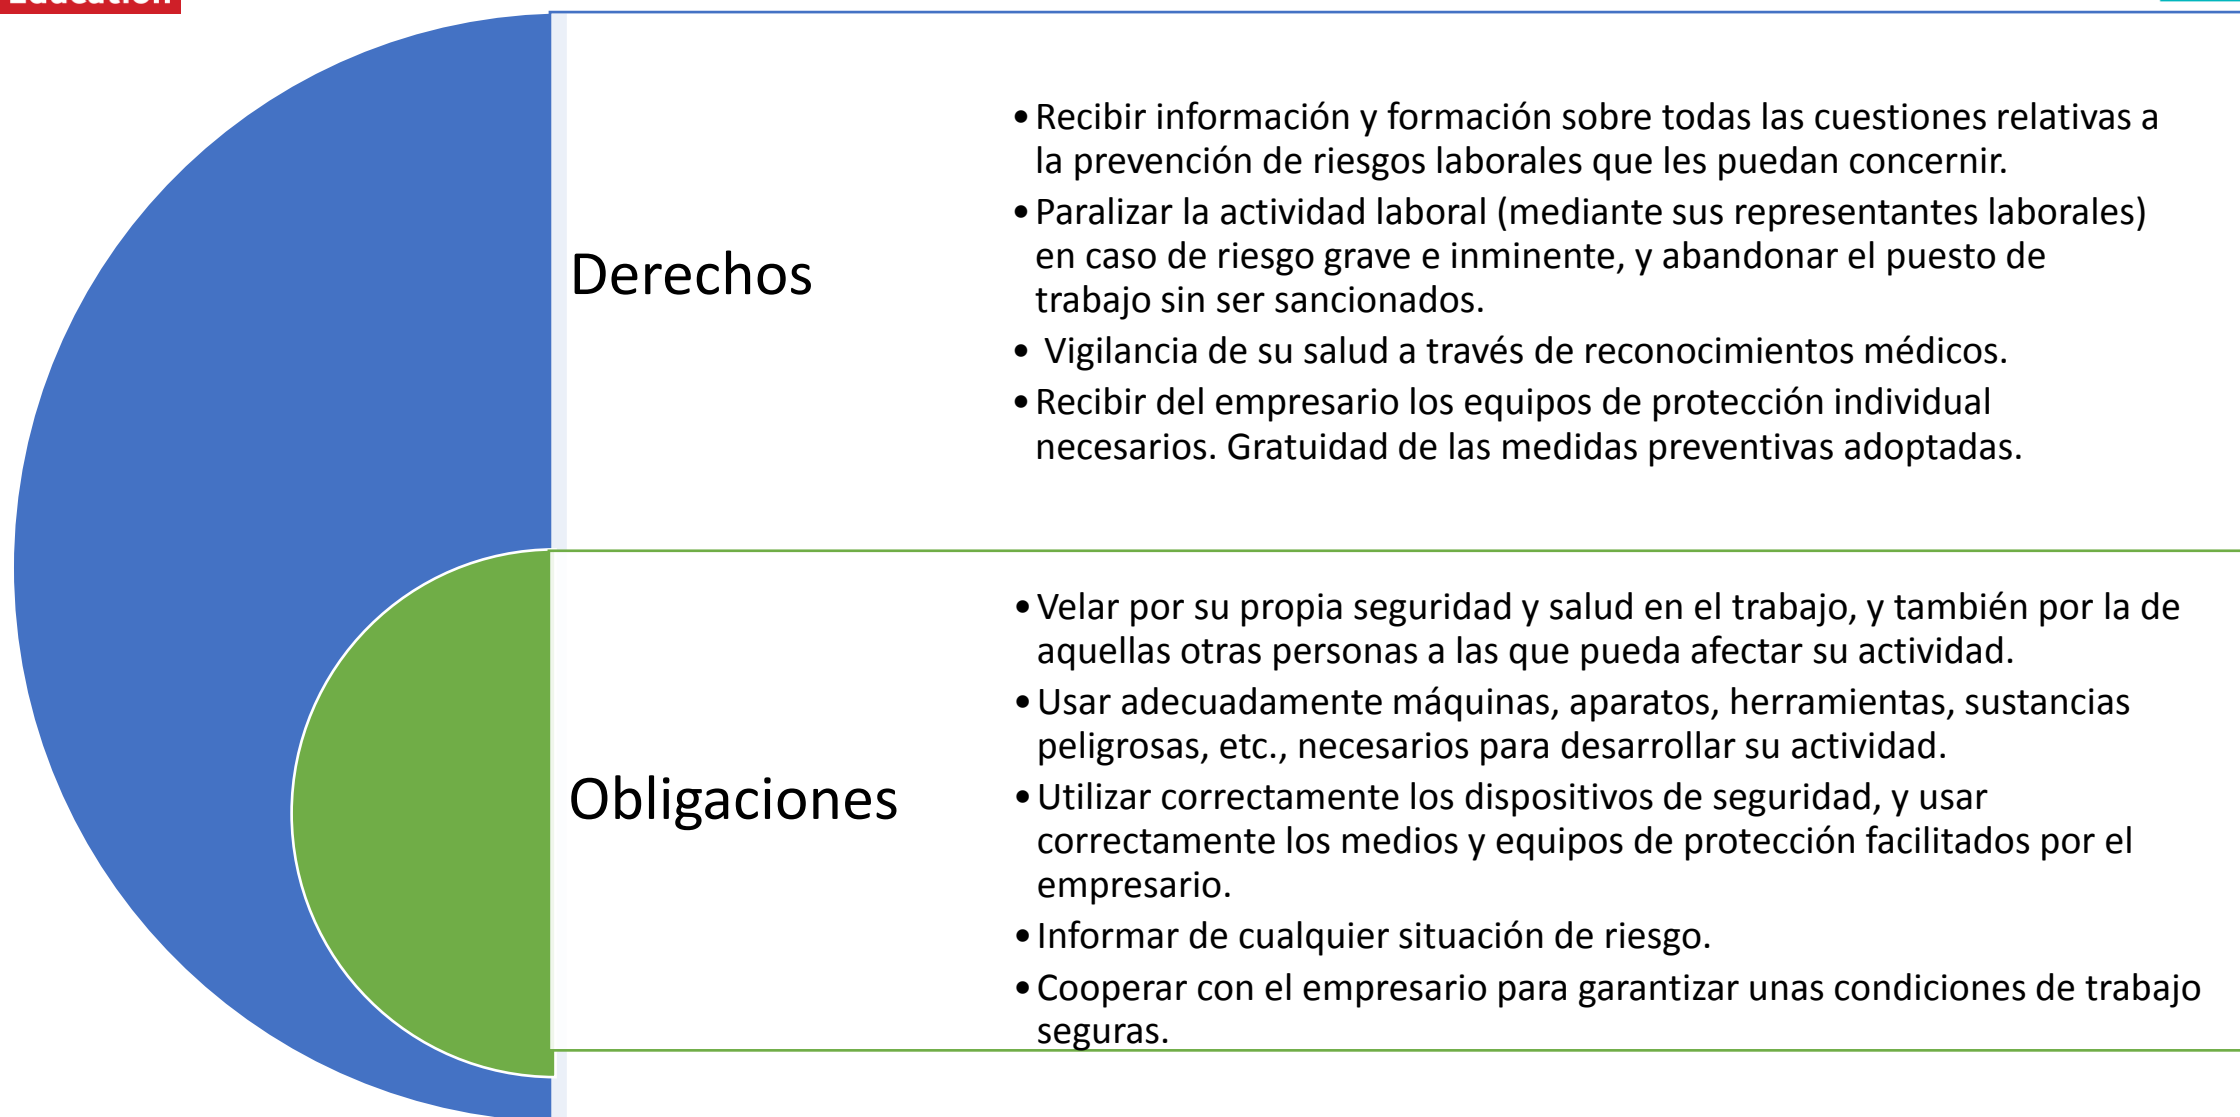 Education
Derechos
• Recibir información y formación sobre todas las cuestiones relativas a
la prevención de riesgos laborales que les puedan concernir.
• Paralizar la actividad laboral (mediante sus representantes laborales)
en caso de riesgo grave e inminente, y abandonar el puesto de
trabajo sin ser sancionados.
• Vigilancia de su salud a través de reconocimientos médicos.
• Recibir del empresario los equipos de protección individual
necesarios. Gratuidad de las medidas preventivas adoptadas.
Obligaciones
• Velar por su propia seguridad y salud en el trabajo, y también por la de
aquellas otras personas a las que pueda afectar su actividad.
• Usar adecuadamente máquinas, aparatos, herramientas, sustancias
peligrosas, etc., necesarios para desarrollar su actividad.
• Utilizar correctamente los dispositivos de seguridad, y usar
correctamente los medios y equipos de protección facilitados por el
empresario.
• Informar de cualquier situación de riesgo.
• Cooperar con el empresario para garantizar unas condiciones de trabajo
seguras.